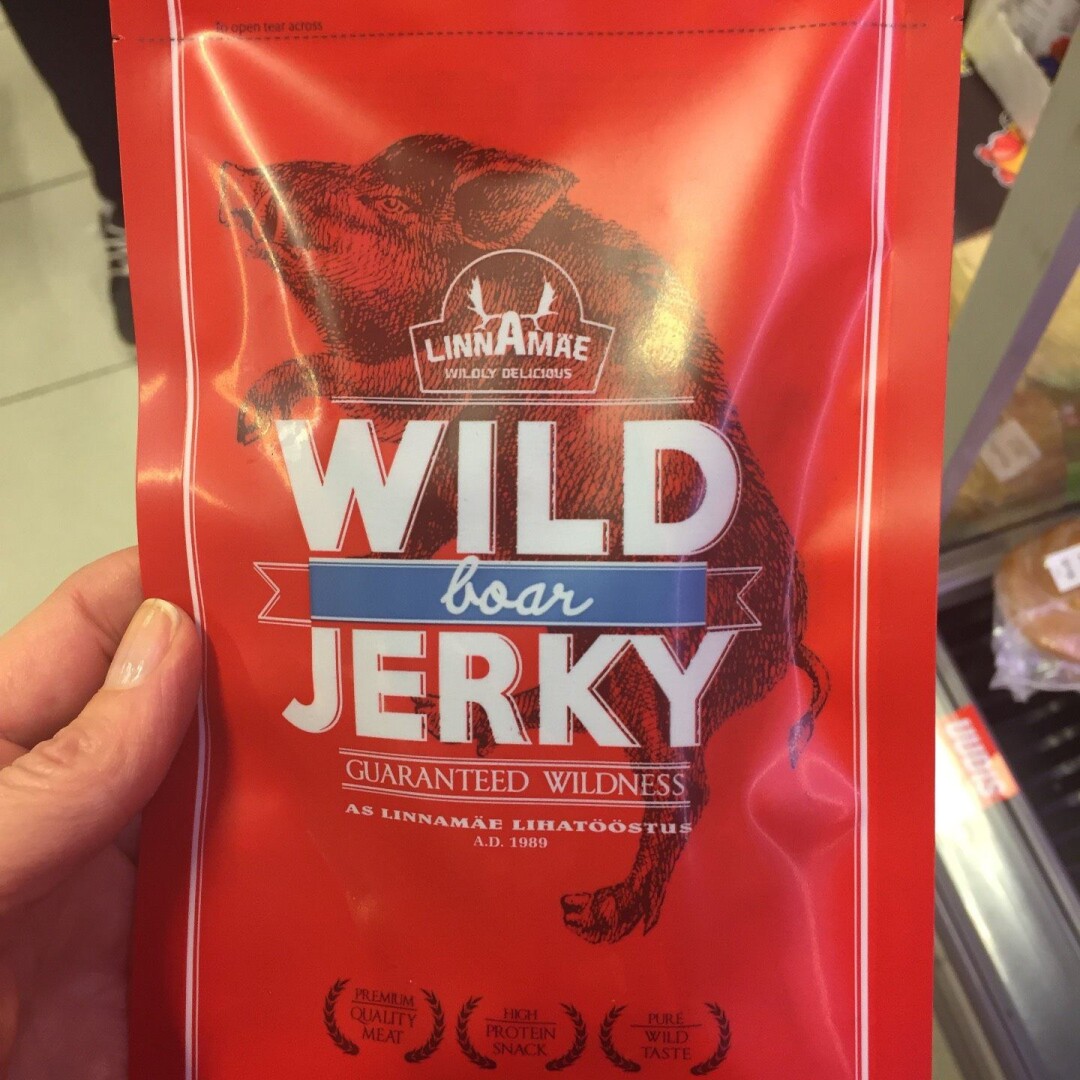 To open tear across
LINNAMÄE
WILDLY DELICIOUS
WILD
boar
JERKY
GUARANTEED WILDNESS
AS LINNAMÄE LIHATÖÖSTUS
A.D. 1989
PREMIUM
QUALITY
MEAT
HIGH
PROTEIN
SNACK
PURE
WILD
TASTE